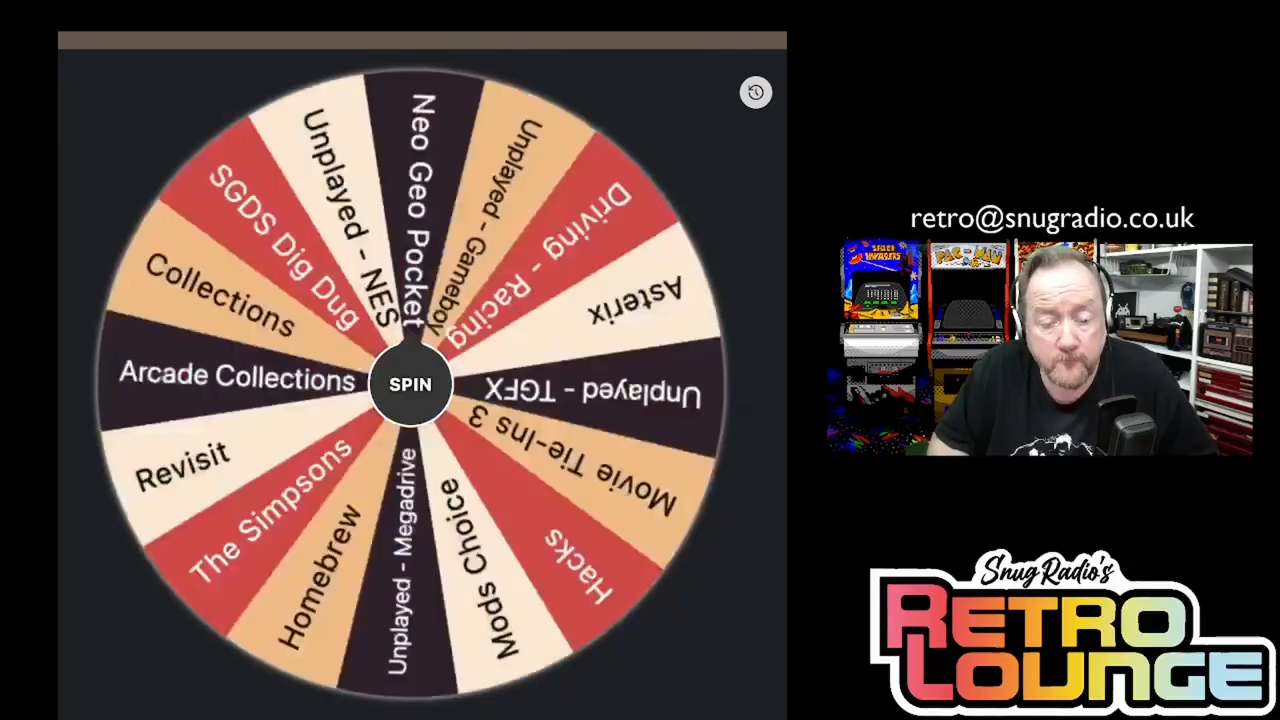 Neo Geo Pocket
Unplayed - Gameboy
Driving - Racing
Asterix
Unplayed - TGFX
Movie Tie-Ins 3
Hacks
Mods Choice
Unplayed - Megadrive
Homebrew
The Simpsons
Revisit
Arcade Collections
Collections
SGDS Dig Dug
Unplayed - NES
SPIN
retro@snugradio.co.uk
SPACE
INVADERS
PAC-MAN
Snug Radio's
RETRO
LOUNGE